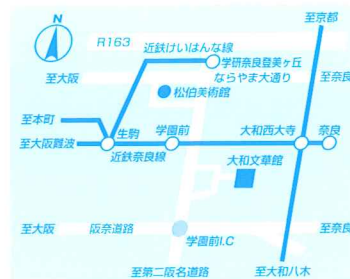 至京都
N
R163
近鉄けいはんな線
学研奈良登美ヶ丘
至大阪
ならやま大通り
至奈良
松伯美術館
至本町
生駒
学園前
大和西大寺
奈良
至大阪難波
近鉄奈良線
大和文華館
至大阪
阪奈道路
学園前I.C
至奈良
至第二阪名道路
至大和八木